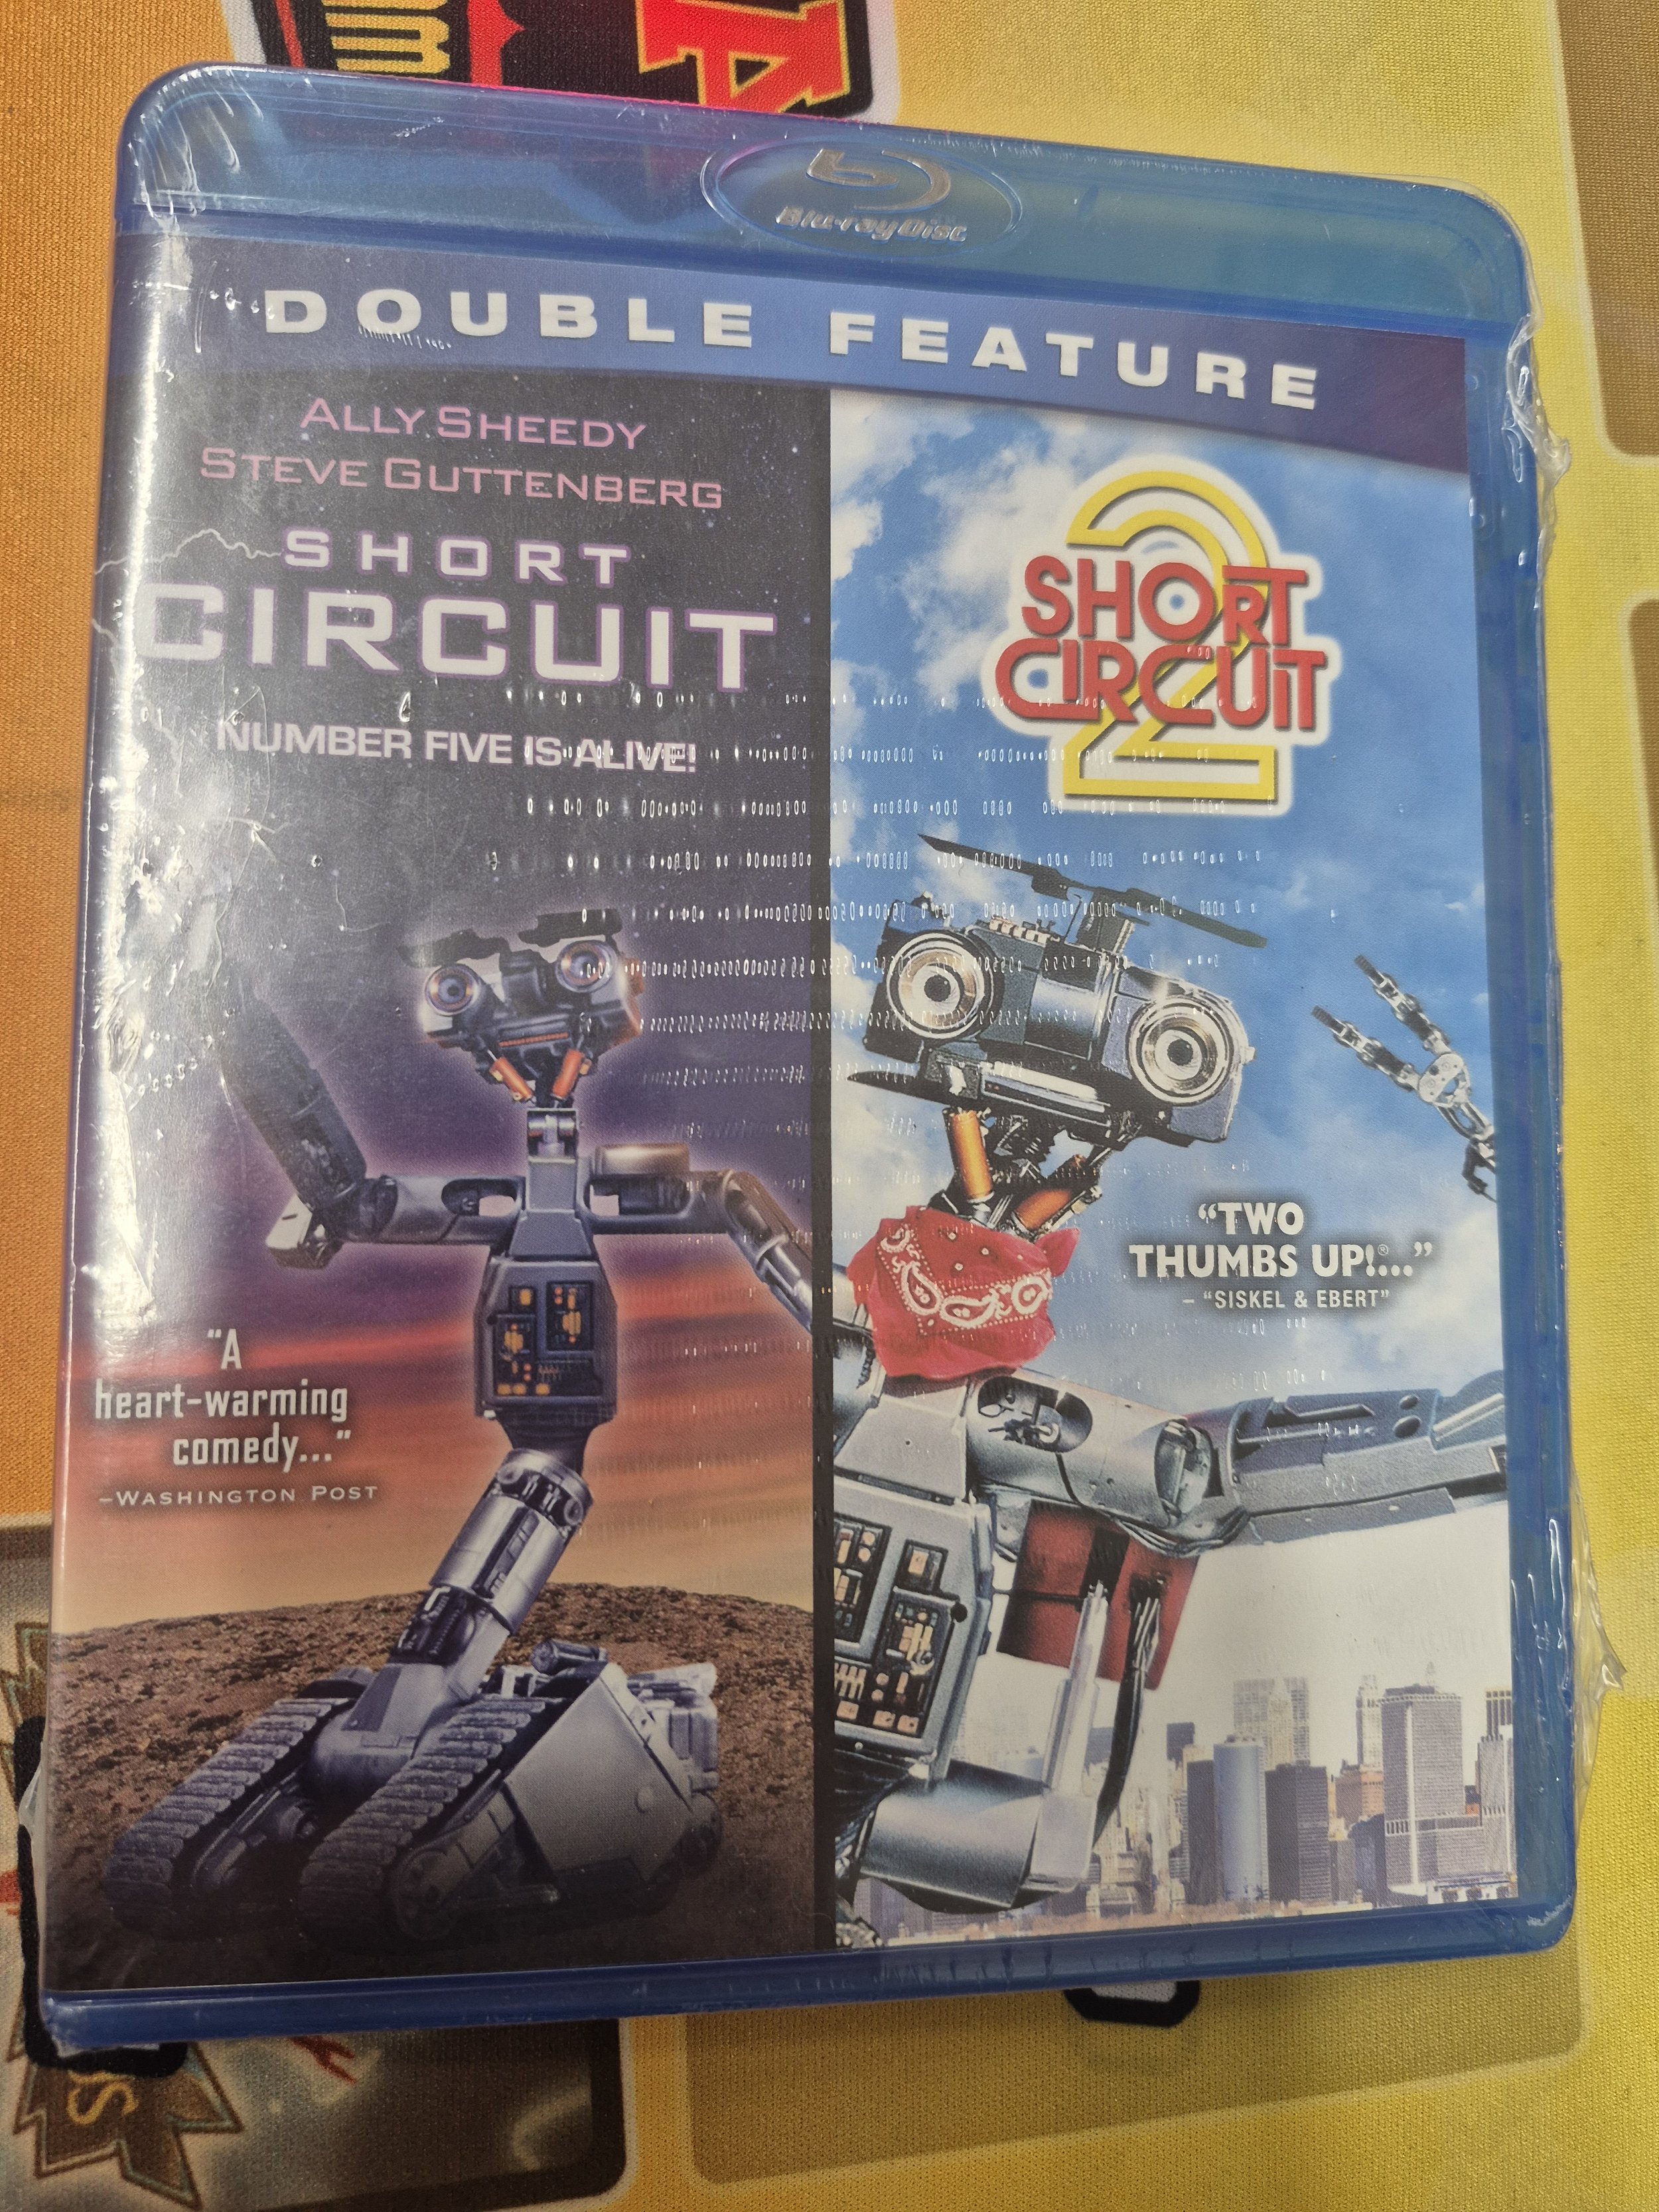 Blu-ray Disc
DOUBLE FEATURE
ALLY SHEEDY
STEVE GUTTENBERG
SHORT
CIRCUIT
NUMBER FIVE IS ALIVE!
"A
heart-warming
comedy..."
–WASHINGTON POST
2
SHORT
CIRCUIT
"TWO
THUMBS UP!®..."
– "SISKEL & EBERT"